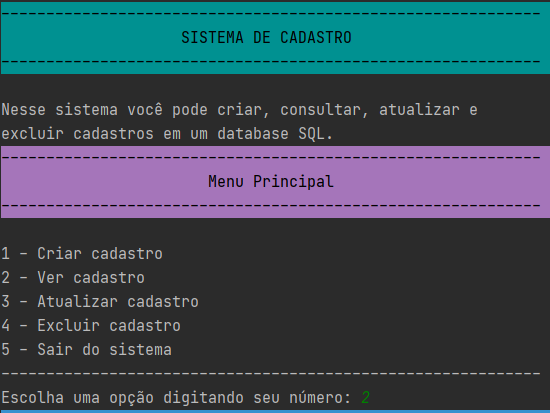 ------------------------------------------------------------
SISTEMA DE CADASTRO
------------------------------------------------------------
Nesse sistema você pode criar, consultar, atualizar e
excluir cadastros em um database SQL.
------------------------------------------------------------
Menu Principal
------------------------------------------------------------
1 - Criar cadastro
2 - Ver cadastro
3 - Atualizar cadastro
4 - Excluir cadastro
5 - Sair do sistema
------------------------------------------------------------
Escolha uma opção digitando seu número: 2